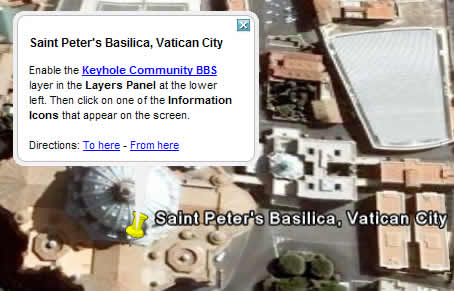 Saint Peter's Basilica, Vatican City
Enable the Keyhole Community BBS
layer in the Layers Panel at the lower
left. Then click on one of the Information
Icons that appear on the screen.
Directions: To here - From here
Saint Peter's Basilica, Vatican City